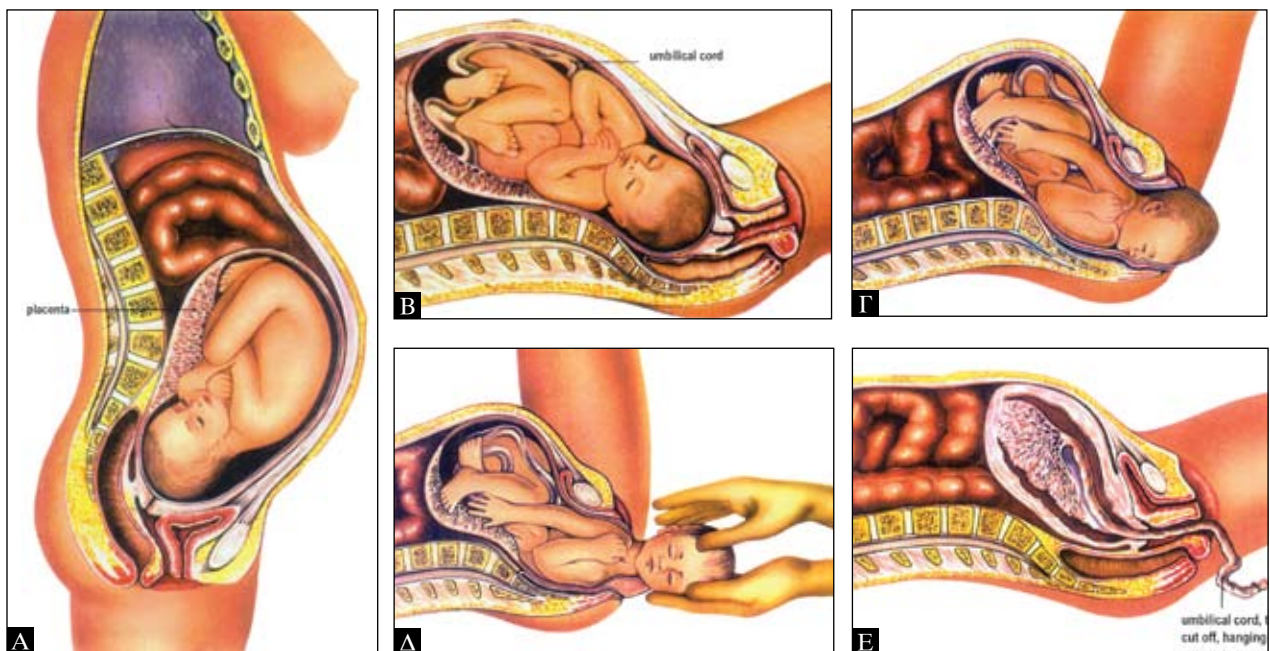 placenta
A
umbilical cord
B
Γ
Δ
umbilical cord, t
cut off, hanging
E